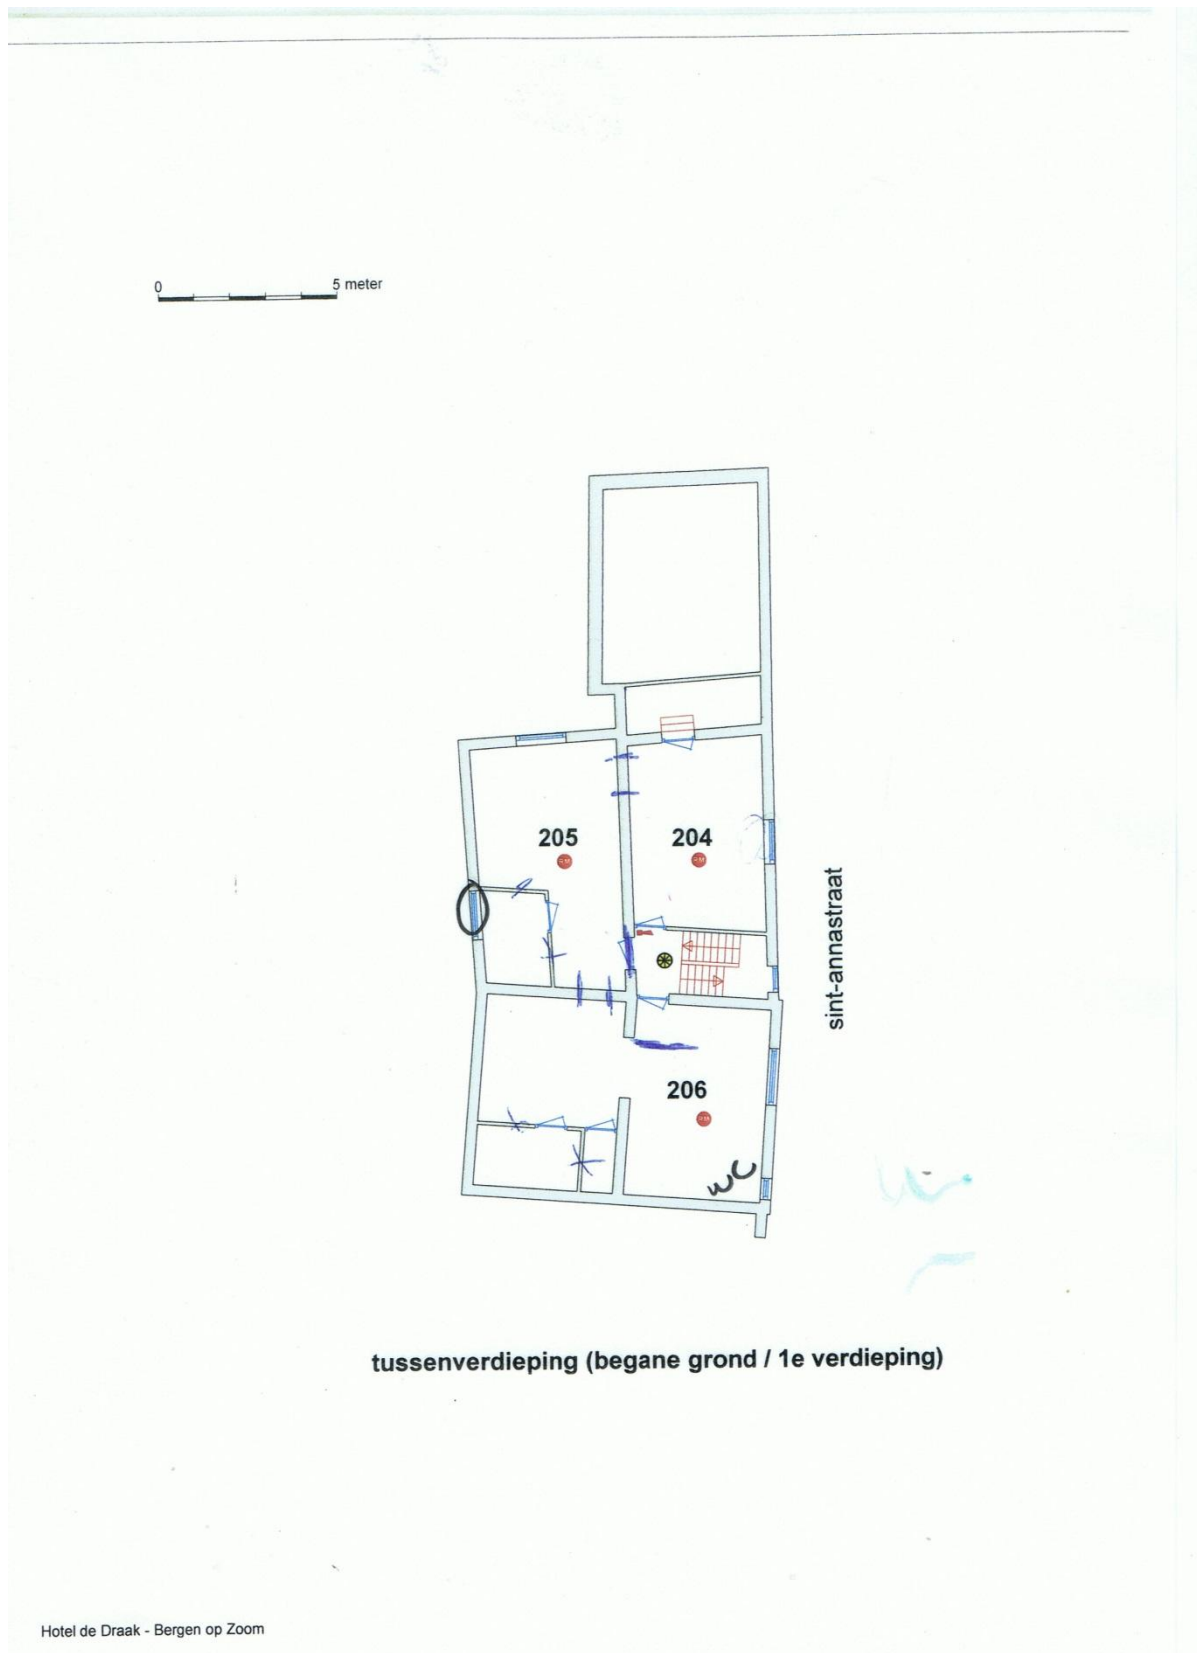 0 5 meter
205
204
sint-annastraat
206
WC
tussenverdieping (begane grond / 1e verdieping)
Hotel de Draak - Bergen op Zoom